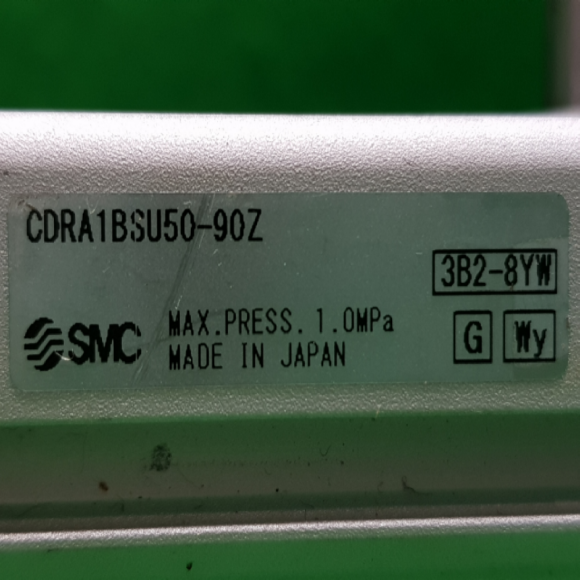 CDRA1BSU50-90Z
3B2-8YW
SMC MAX.PRESS.1.0MPa
MADE IN JAPAN
G Wy